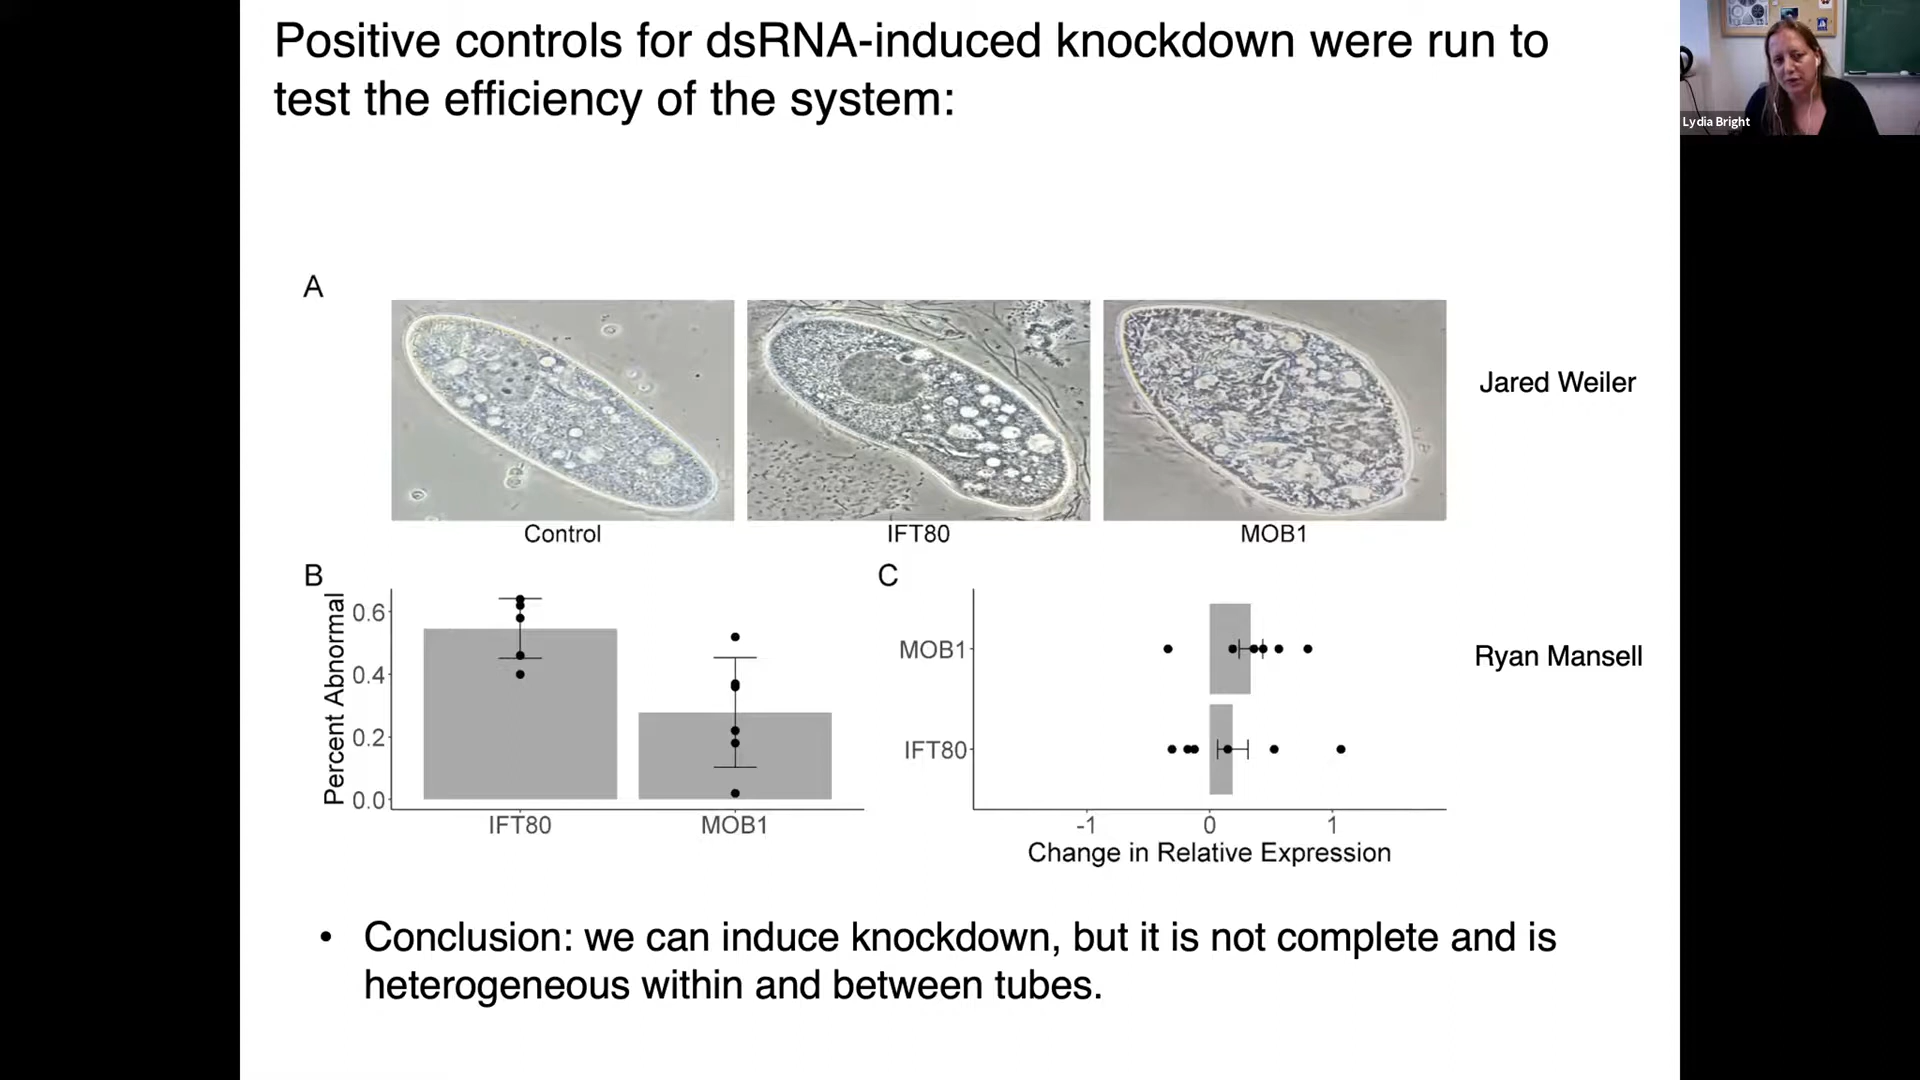 Positive controls for dsRNA-induced knockdown were run to
test the efficiency of the system:
Lydia Bright
A
Control
IFT80
MOB1
Jared Weiler
B
Percent Abnormal
0.6
0.4
0.2
0.0
IFT80
MOB1
C
MOB1
IFT80
-1
0
1
Change in Relative Expression
Ryan Mansell
• Conclusion: we can induce knockdown, but it is not complete and is
heterogeneous within and between tubes.